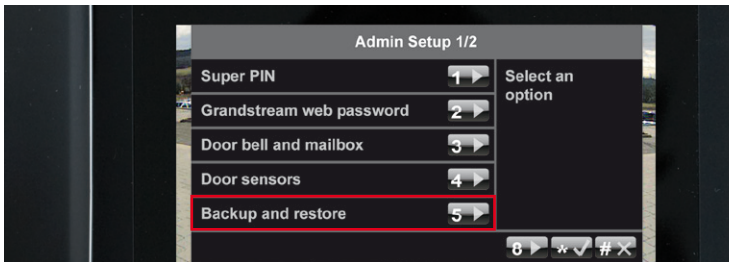 Admin Setup 1/2
Super PIN 1
Select an
option
Grandstream web password 2
Door bell and mailbox 3
Door sensors 4
Backup and restore 5
8 * #